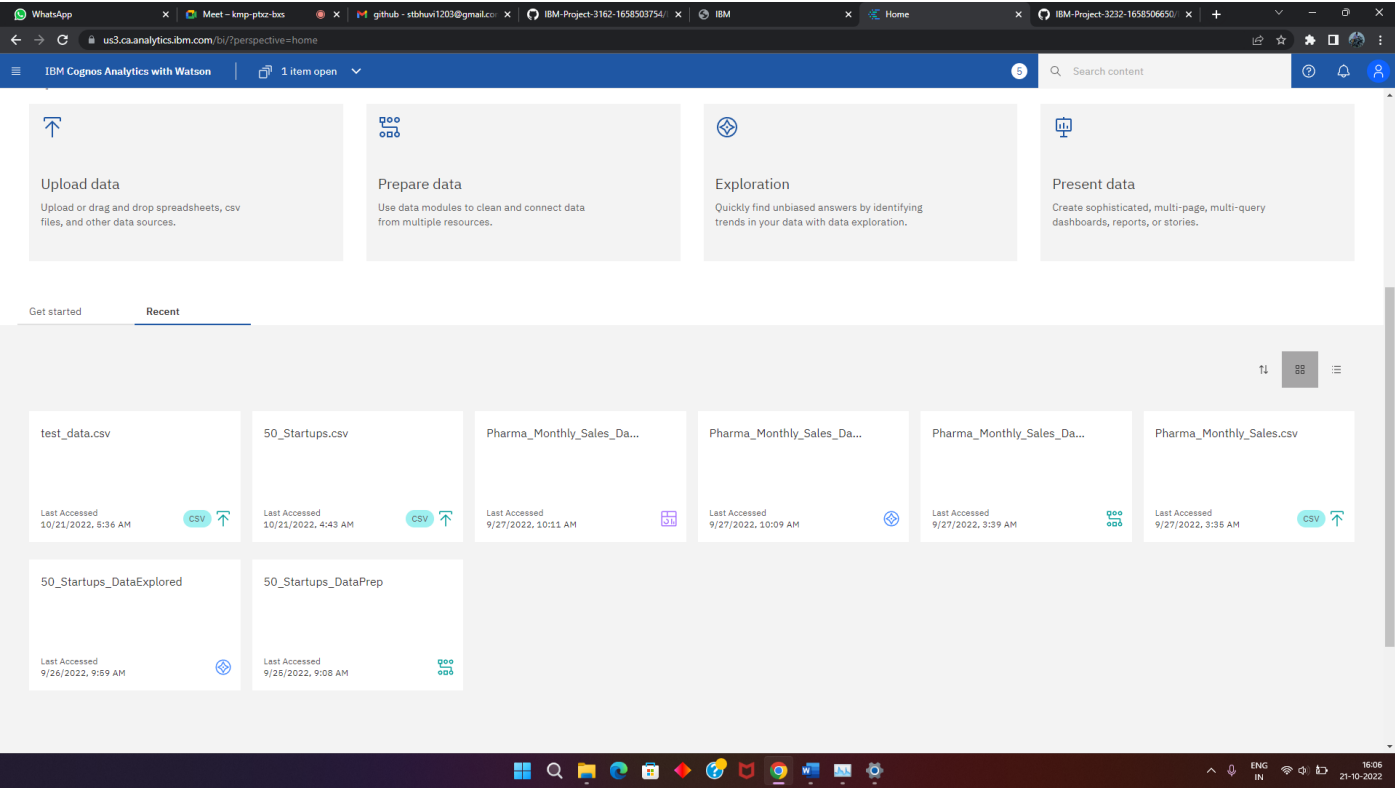 WhatsApp
Meet – kmp-ptxz-bxs
github - stbhuvi1203@gmail.co
IBM-Project-3162-1658503754/
IBM
Home
IBM-Project-3232-1658506650/
us3.ca.analytics.ibm.com/bi/?perspective=home
IBM Cognos Analytics with Watson
1 item open
5
Search content
Upload data
Upload or drag and drop spreadsheets, csv
files, and other data sources.
Prepare data
Use data modules to clean and connect data
from multiple resources.
Exploration
Quickly find unbiased answers by identifying
trends in your data with data exploration.
Present data
Create sophisticated, multi-page, multi-query
dashboards, reports, or stories.
Get started
Recent
test_data.csv
Last Accessed
10/21/2022, 5:36 AM
CSV
50_Startups.csv
Last Accessed
10/21/2022, 4:43 AM
CSV
Pharma_Monthly_Sales_Da...
Last Accessed
9/27/2022, 10:11 AM
Pharma_Monthly_Sales_Da...
Last Accessed
9/27/2022, 10:09 AM
Pharma_Monthly_Sales_Da...
Last Accessed
9/27/2022, 3:39 AM
Pharma_Monthly_Sales.csv
Last Accessed
9/27/2022, 3:35 AM
CSV
50_Startups_DataExplored
Last Accessed
9/26/2022, 9:59 AM
50_Startups_DataPrep
Last Accessed
9/25/2022, 9:08 AM
ENG
IN
16:06
21-10-2022